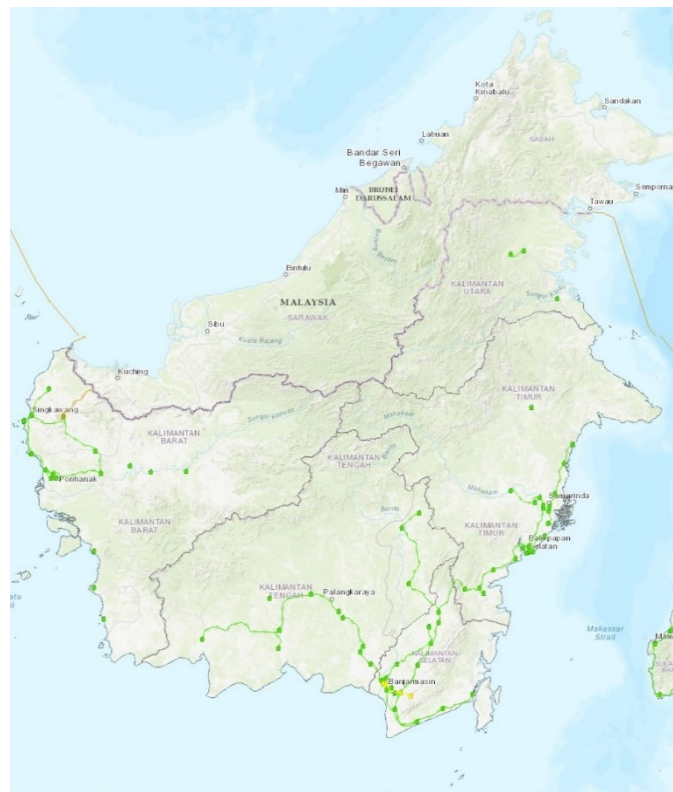 Kota
Kinabalu
Sandakan
Labuan
SABAH
Bandar Seri
Begawan
BRUNEI
DARUSSALAM
Miri
Semporna
Tawau
Bintulu
KALIMANTAN
UTARA
MALAYSIA
SARAWAK
Sibu
Kuching
KALIMANTAN
TIMUR
Singkawang
Mahakam
KALIMANTAN
BARAT
KALIMANTAN
TENGAH
Barito
Pontianak
Mahakam
Samarinda
KALIMANTAN
BARAT
KALIMANTAN
TIMUR
Balikpapan
Selatan
KALIMANTAN
TENGAH
Palangkaraya
Makassar
Strait
KALIMANTAN
SELATAN
Banjarmasin